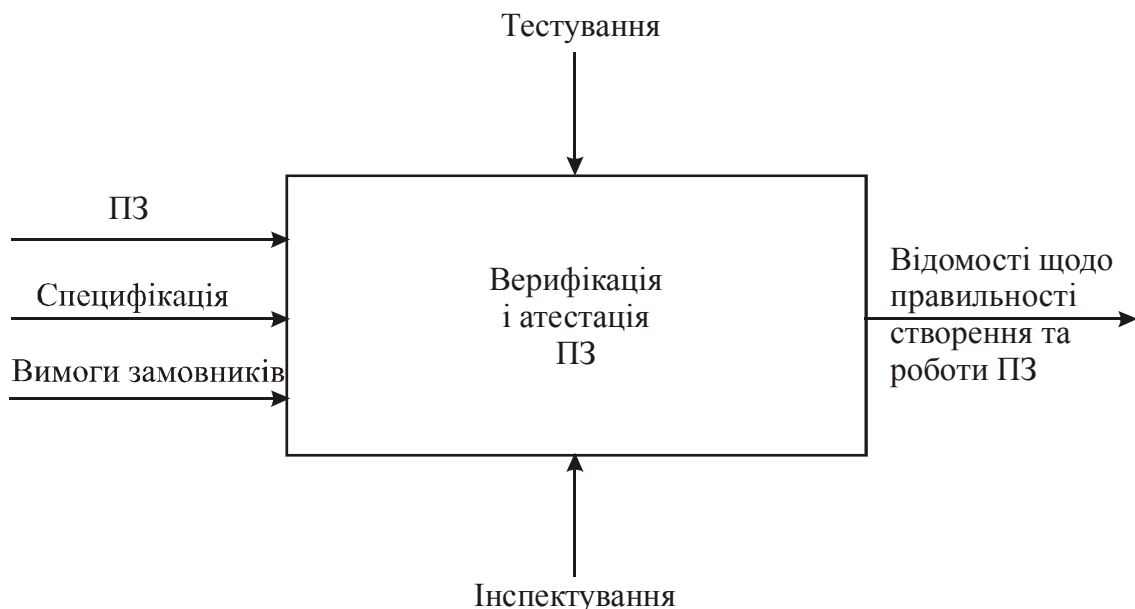 Тестування
ПЗ
Специфікація
Вимоги замовників
Верифікація
і атестація
ПЗ
Відомості щодо
правильності
створення та
роботи ПЗ
Інспектування